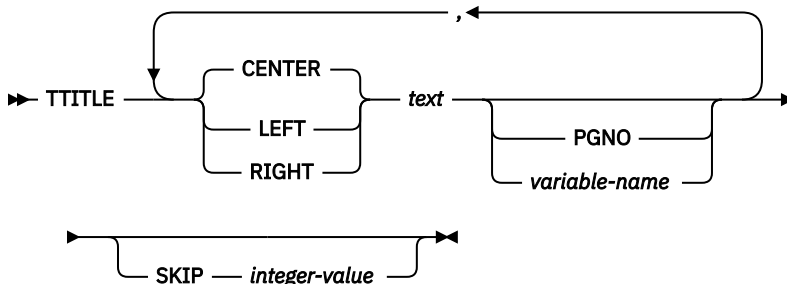 ,
TTITLE CENTER text
LEFT PGNO
RIGHT variable-name
SKIP integer-value